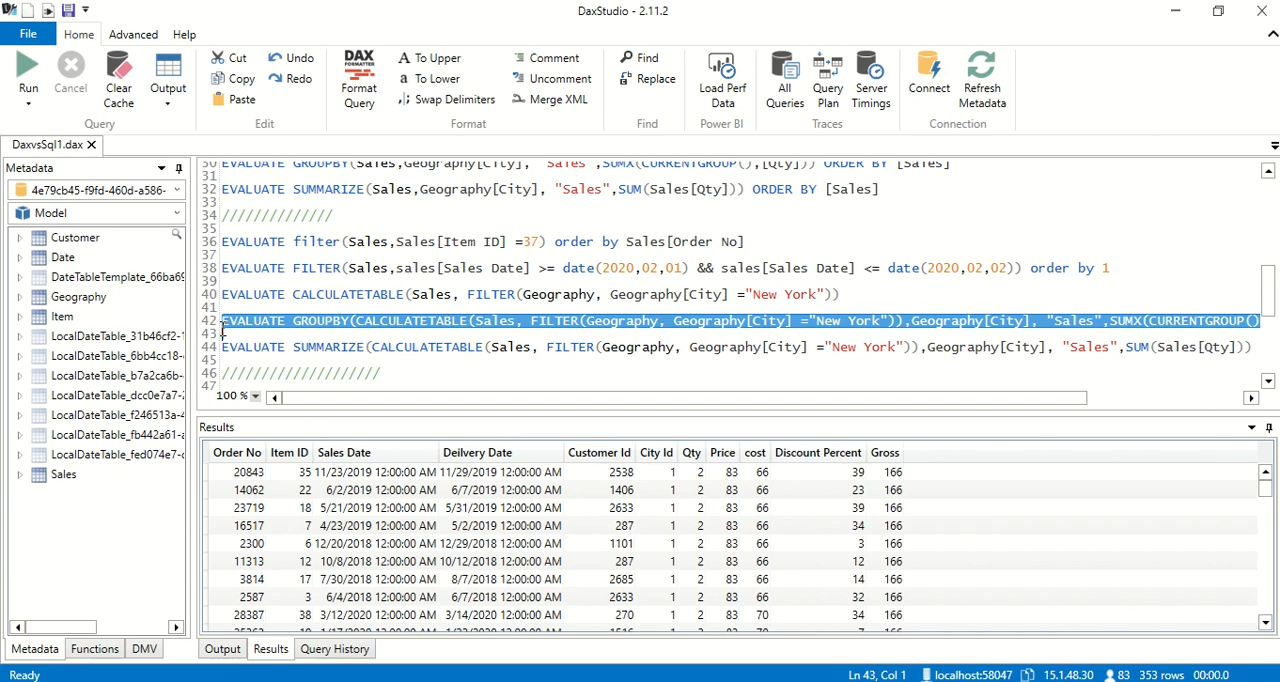 DaxStudio - 2.11.2
File Home Advanced Help
Run Cancel Clear Cache Output
Cut Copy Paste Undo Redo
DAX FORMATTER Format Query
To Upper To Lower Swap Delimiters
Comment Uncomment Merge XML
Find Replace
Load Perf Data
All Queries Query Plan Server Timings
Connect Refresh Metadata
Query Edit Format Find Power BI Traces Connection
DaxvsSql1.dax
Metadata
4e79cb45-f9fd-460d-a586-
Model
Customer
Date
DateTableTemplate_66ba69
Geography
Item
LocalDateTable_31b46cf2-1
LocalDateTable_6bb4cc18-
LocalDateTable_b7a2ca6b-
LocalDateTable_dcc0e7a7-2
LocalDateTable_f246513a-4
LocalDateTable_fb442a61-a
LocalDateTable_fed074e7-c
Sales
Metadata Functions DMV
30 EVALUATE GROUPBY(Sales,Geography[City], "Sales",SUMX(CURRENTGROUP(),[Qty])) ORDER BY [Sales]
31
32 EVALUATE SUMMARIZE(Sales,Geography[City], "Sales",SUM(Sales[Qty])) ORDER BY [Sales]
33
34 //////////////
35
36 EVALUATE filter(Sales,Sales[Item ID] =37) order by Sales[Order No]
37
38 EVALUATE FILTER(Sales,sales[Sales Date] >= date(2020,02,01) && sales[Sales Date] <= date(2020,02,02)) order by 1
39
40 EVALUATE CALCULATETABLE(Sales, FILTER(Geography, Geography[City] ="New York"))
41
42 EVALUATE GROUPBY(CALCULATETABLE(Sales, FILTER(Geography, Geography[City] ="New York")),Geography[City], "Sales",SUMX(CURRENTGROUP()
43
44 EVALUATE SUMMARIZE(CALCULATETABLE(Sales, FILTER(Geography, Geography[City] ="New York")),Geography[City], "Sales",SUM(Sales[Qty]))
45
46 ////////////////////
47
100 %
Results
Order No Item ID Sales Date Deilvery Date Customer Id City Id Qty Price cost Discount Percent Gross
20843 35 11/23/2019 12:00:00 AM 11/29/2019 12:00:00 AM 2538 1 2 83 66 39 166
14062 22 6/2/2019 12:00:00 AM 6/7/2019 12:00:00 AM 1406 1 2 83 66 23 166
23719 18 5/21/2019 12:00:00 AM 5/31/2019 12:00:00 AM 2633 1 2 83 66 39 166
16517 7 4/23/2019 12:00:00 AM 5/2/2019 12:00:00 AM 287 1 2 83 66 34 166
2300 6 12/20/2018 12:00:00 AM 12/29/2018 12:00:00 AM 1101 1 2 83 66 3 166
11313 12 10/8/2018 12:00:00 AM 10/12/2018 12:00:00 AM 287 1 2 83 66 12 166
3814 17 7/30/2018 12:00:00 AM 8/7/2018 12:00:00 AM 2685 1 2 83 66 14 166
2587 3 6/4/2018 12:00:00 AM 6/7/2018 12:00:00 AM 2633 1 2 83 66 32 166
28387 38 3/12/2020 12:00:00 AM 3/14/2020 12:00:00 AM 270 1 2 83 70 34 166
Output Results Query History
Ready Ln 43, Col 1 localhost:58047 15.1.48.30 83 353 rows 00:00.0